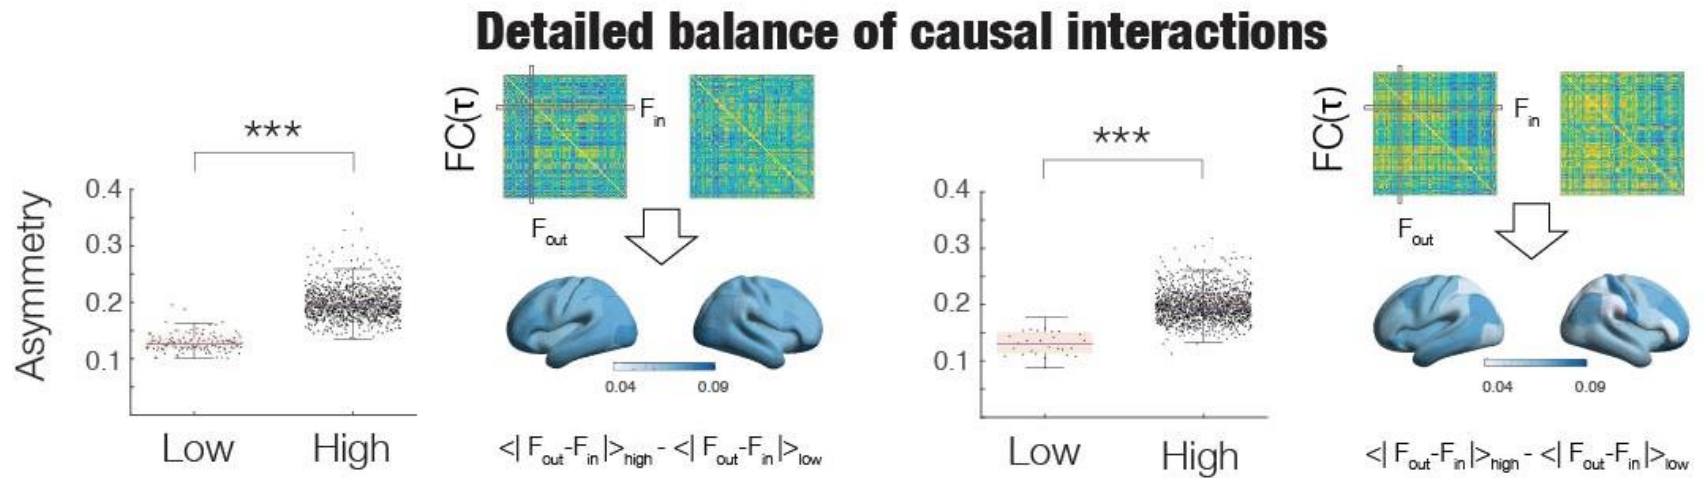 Detailed balance of causal interactions
***
Asymmetry
0.4
0.3
0.2
0.1
Low High
FC(τ)
F_in
F_out
0.04 0.09
<| F_out-F_in |>_high - <| F_out-F_in |>_low
***
0.4
0.3
0.2
0.1
Low High
FC(τ)
F_in
F_out
0.04 0.09
<| F_out-F_in |>_high - <| F_out-F_in |>_low